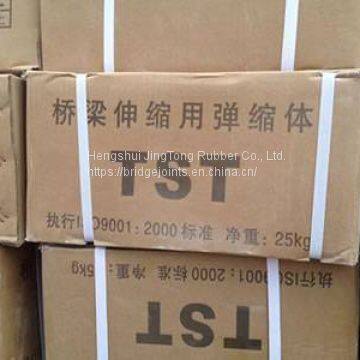 桥梁伸缩用弹缩体
Hengshui JingTong Rubber Co., Ltd.
TST
https://bridgejoints.en.china.cn/
执行ISO9001:2000标准 净重:25kg
执行ISO9001:2000标准 净重:25kg
TST